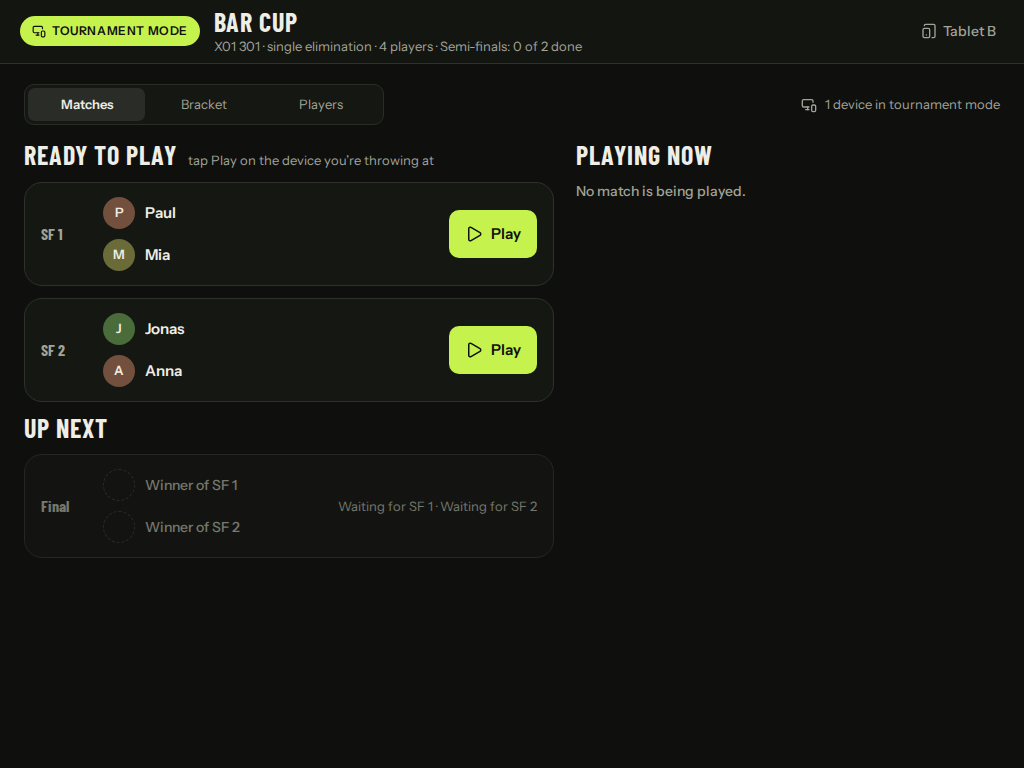 TOURNAMENT MODE
BAR CUP
X01 301 · single elimination · 4 players · Semi-finals: 0 of 2 done
Tablet B
Matches
Bracket
Players
1 device in tournament mode
READY TO PLAY
tap Play on the device you're throwing at
SF 1
P
Paul
M
Mia
Play
SF 2
J
Jonas
A
Anna
Play
UP NEXT
Final
Winner of SF 1
Winner of SF 2
Waiting for SF 1 · Waiting for SF 2
PLAYING NOW
No match is being played.